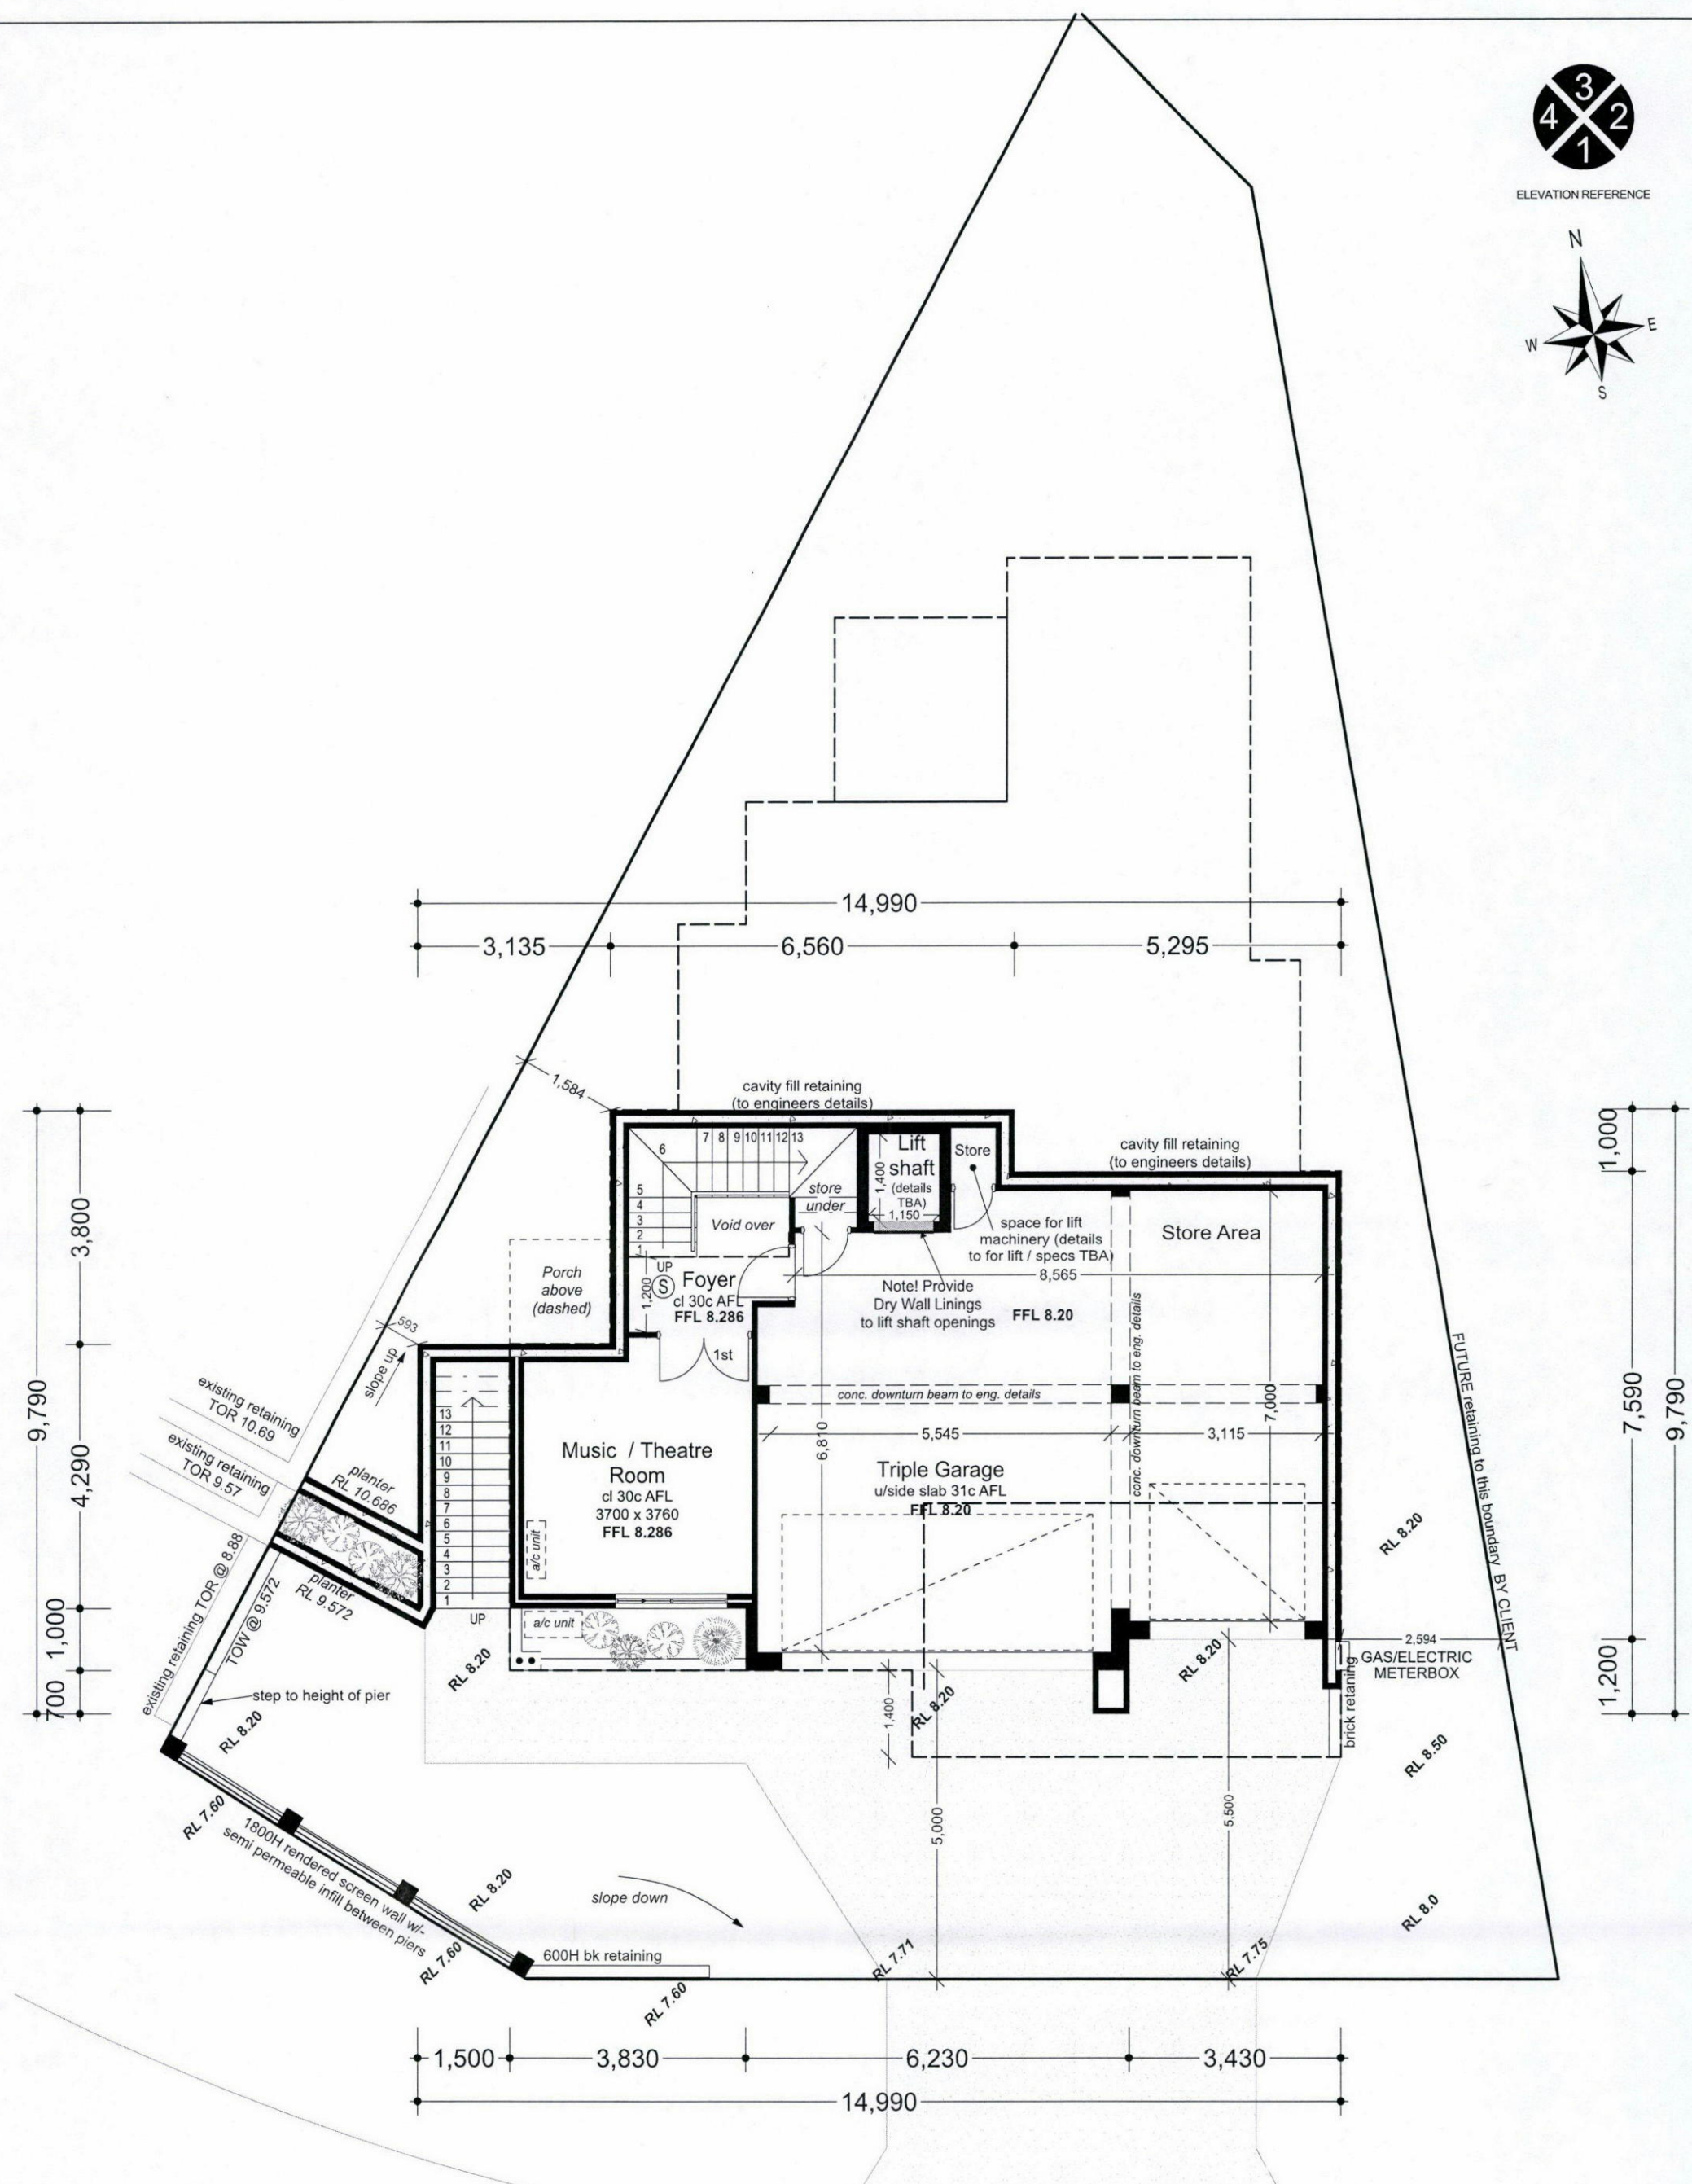 3
4 2
1
ELEVATION REFERENCE
N
E
W
S
14,990
3,135
6,560
5,295
1,584
cavity fill retaining
(to engineers details)
cavity fill retaining
(to engineers details)
1,000
7,590
9,790
1,200
9,790
3,800
4,290
1,000
700
7 8 9 10 11 12 13
6
5
4
3
2
1
UP
Void over
store
under
Lift
shaft
(details
TBA)
1,400
1,150
Store
space for lift
machinery (details
to for lift / specs TBA)
Store Area
8,565
Porch
above
(dashed)
1,200
S
Foyer
cl 30c AFL
FFL 8.286
1st
Note! Provide
Dry Wall Linings
to lift shaft openings
FFL 8.20
conc. downturn beam to eng. details
conc. downturn beam to eng. details
593
slope up
existing retaining
TOR 10.69
existing retaining
TOR 9.57
planter
RL 10.686
planter
RL 9.572
existing retaining TOR @ 8.88
TOW @ 9.572
13
12
11
10
9
8
7
6
5
4
3
2
1
UP
Music / Theatre
Room
cl 30c AFL
3700 x 3760
FFL 8.286
a/c unit
a/c unit
6,810
5,545
3,115
7,000
Triple Garage
u/side slab 31c AFL
FFL 8.20
FUTURE retaining to this boundary BY CLIENT
RL 8.20
2,594
GAS/ELECTRIC
METERBOX
brick retaning
RL 8.20
RL 8.20
RL 8.20
1,400
step to height of pier
RL 8.20
RL 8.50
RL 7.60
1800H rendered screen wall w/-
semi permeable infill between piers
RL 8.20
slope down
5,000
5,500
RL 8.0
RL 7.60
600H bk retaining
RL 7.60
RL 7.71
RL 7.75
1,500
3,830
6,230
3,430
14,990